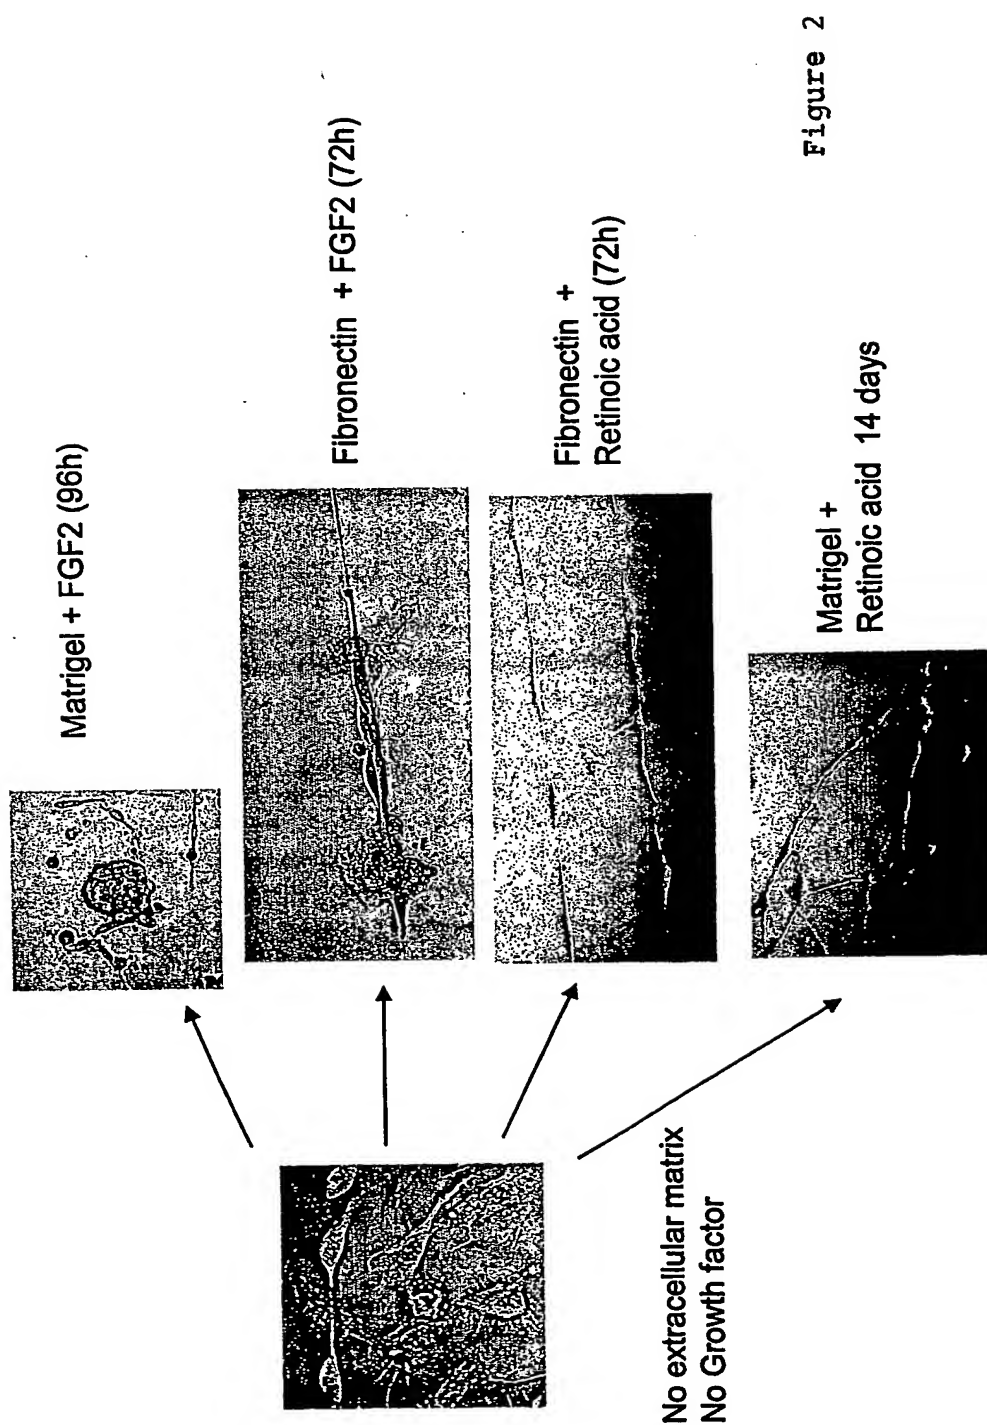 Matrigel + FGF2 (96h)
Fibronectin + FGF2 (72h)
Fibronectin +
Retinoic acid (72h)
Matrigel +
Retinoic acid 14 days
No extracellular matrix
No Growth factor
Figure 2